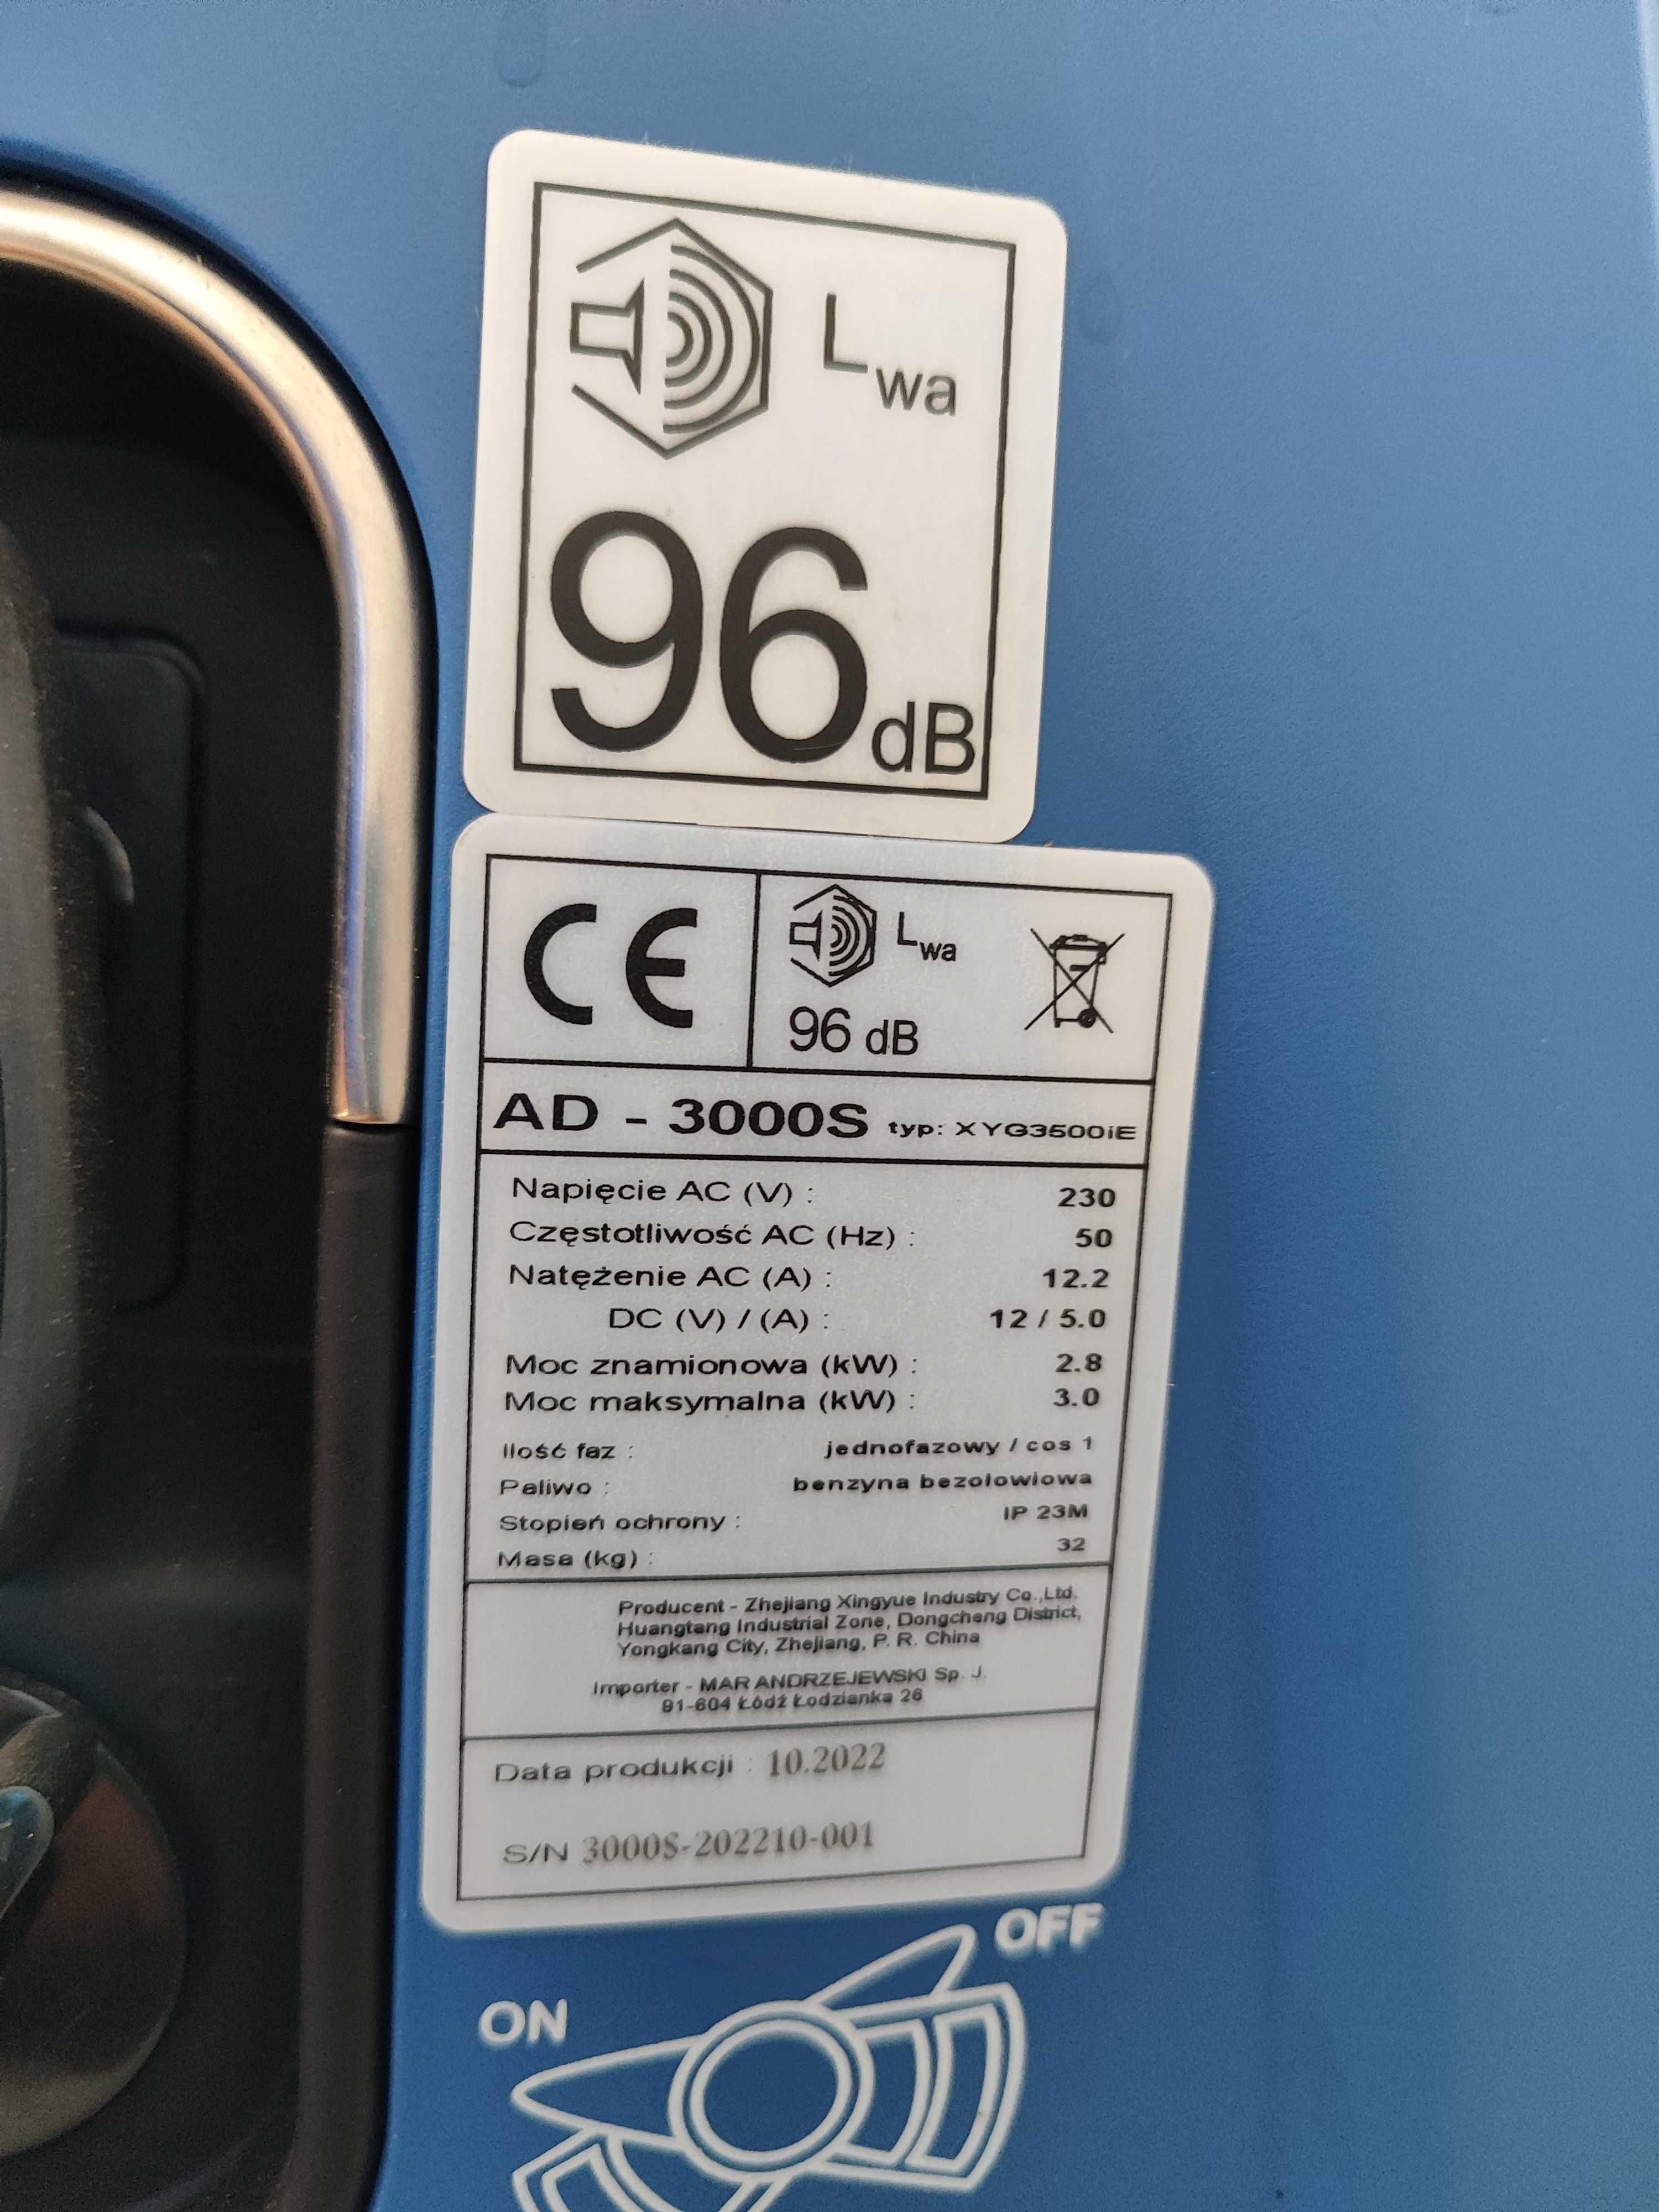 Lwa
96 dB
CE
Lwa
96 dB
AD - 3000S typ: XYG3500iE
Napięcie AC (V) : 230
Częstotliwość AC (Hz) : 50
Natężenie AC (A) : 12.2
DC (V) / (A) : 12 / 5.0
Moc znamionowa (kW) : 2.8
Moc maksymalna (kW) : 3.0
Ilość faz : jednofazowy / cos 1
Paliwo : benzyna bezołowiowa
Stopień ochrony : IP 23M
Masa (kg) : 32
Producent - Zhejiang Xingyue Industry Co.,Ltd.
Huangtang Industrial Zone, Dongcheng District,
Yongkang City, Zhejiang, P. R. China
Importer - MAR ANDRZEJEWSKI Sp. J.
91-604 Łódź Łodzianka 26
Data produkcji : 10.2022
S/N 3000S-202210-001
OFF
ON